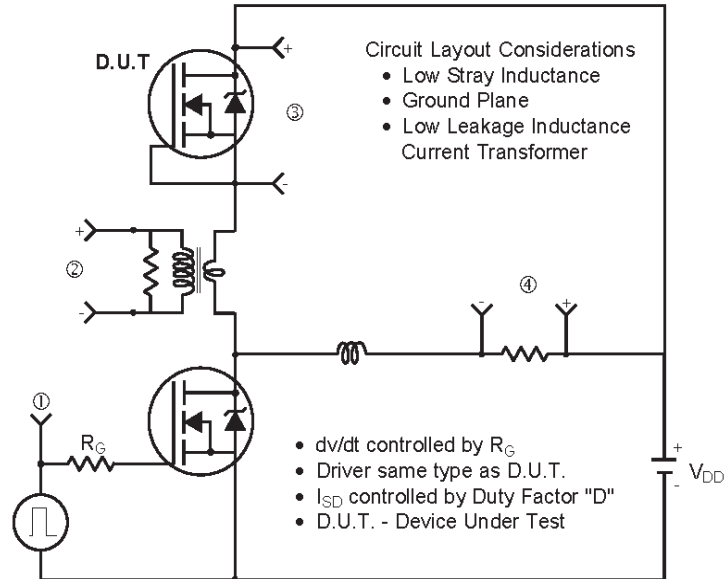 D.U.T
+
-
③
Circuit Layout Considerations
• Low Stray Inductance
• Ground Plane
• Low Leakage Inductance
Current Transformer
+
②
-
-
④
+
①
R_G
• dv/dt controlled by R_G
• Driver same type as D.U.T.
• I_SD controlled by Duty Factor "D"
• D.U.T. - Device Under Test
+
-
V_DD